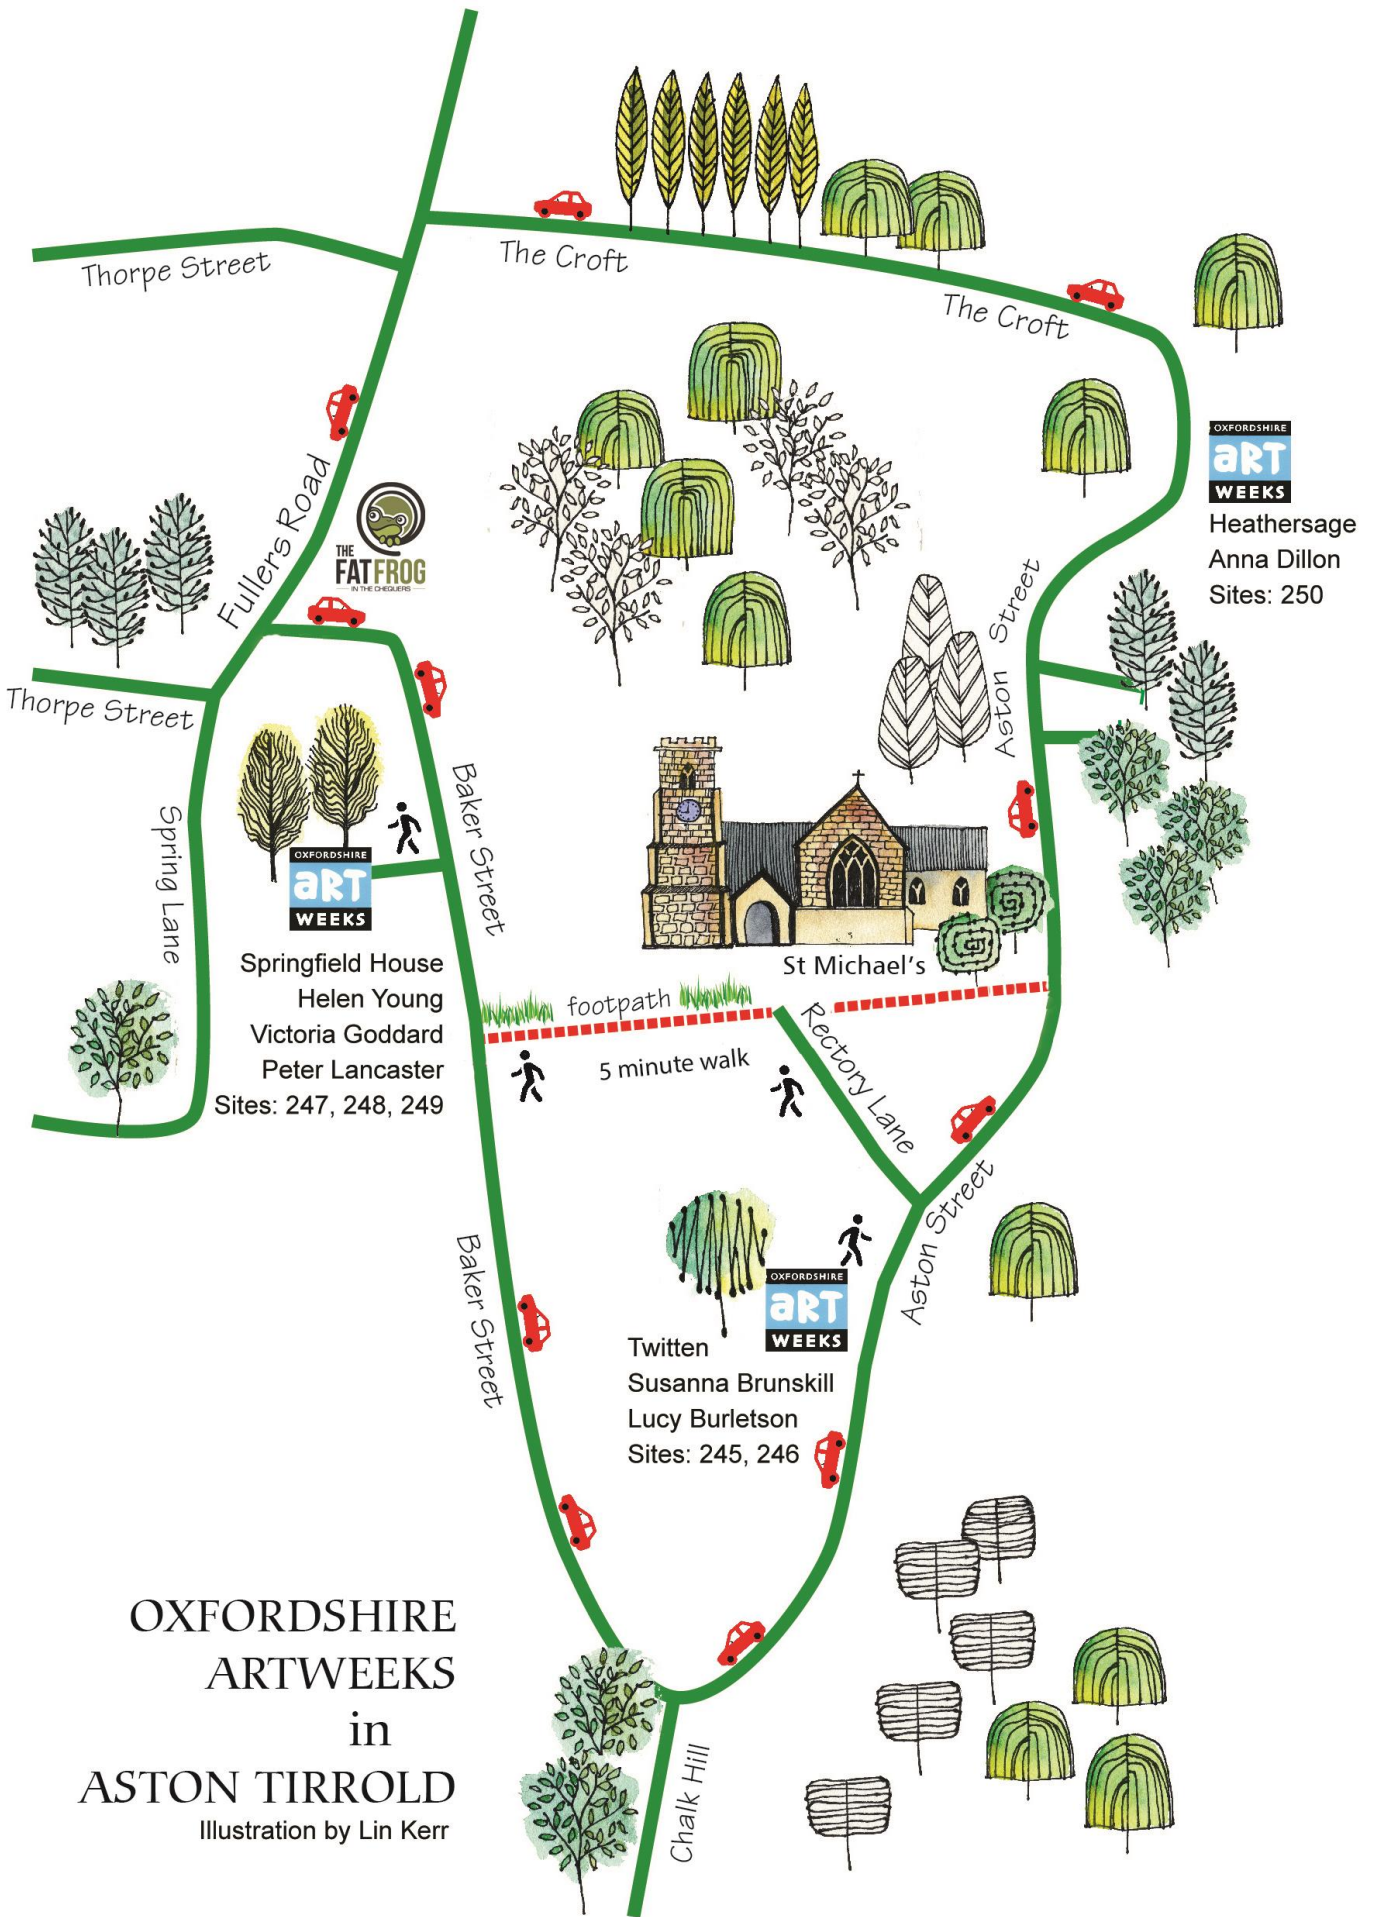 The Croft
Thorpe Street
The Croft
OXFORDSHIRE
aRT
WEEKS
Heathersage
Anna Dillon
Sites: 250
Fullers Road
THE
FAT FROG
IN THE CHEQUERS
Aston Street
Thorpe Street
Baker Street
Spring Lane
OXFORDSHIRE
aRT
WEEKS
Springfield House
Helen Young
Victoria Goddard
Peter Lancaster
Sites: 247, 248, 249
St Michael's
footpath
5 minute walk
Rectory Lane
Aston Street
Baker Street
OXFORDSHIRE
aRT
WEEKS
Twitten
Susanna Brunskill
Lucy Burletson
Sites: 245, 246
OXFORDSHIRE
ARTWEEKS
in
ASTON TIRROLD
Illustration by Lin Kerr
Chalk Hill